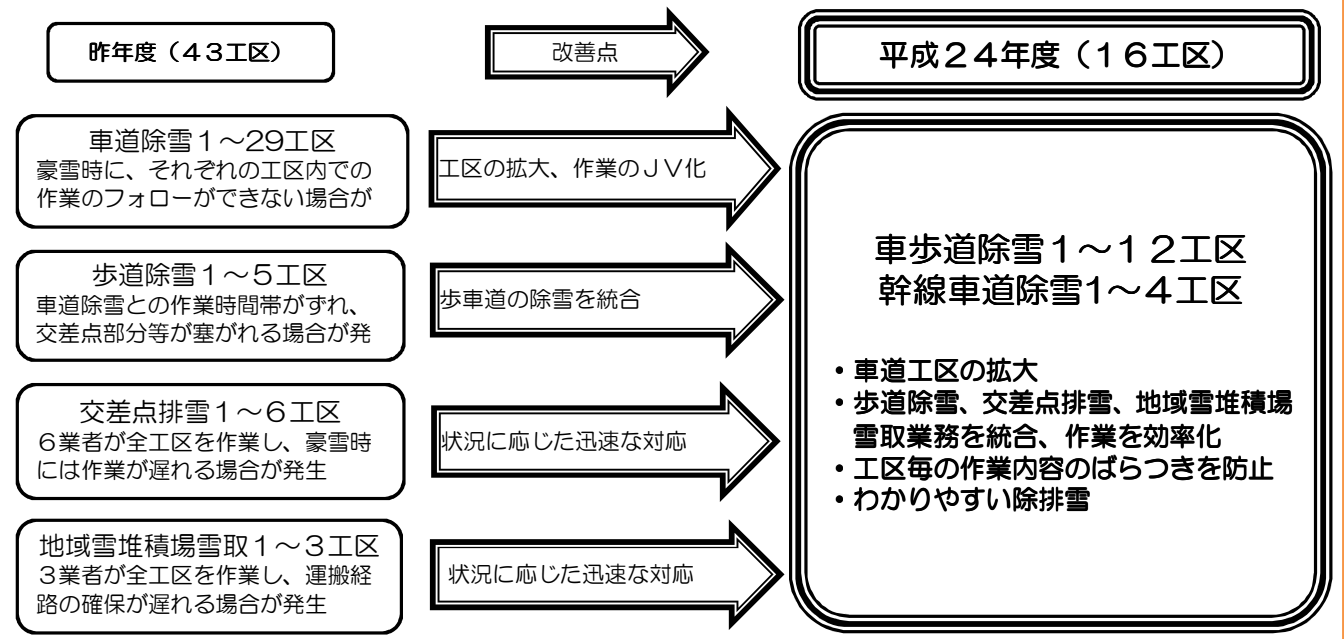 昨年度（４３工区）
改善点
平成２４年度（１６工区）
車道除雪１～29工区
豪雪時に、それぞれの工区内での
作業のフォローができない場合が
工区の拡大、作業のＪＶ化
歩道除雪１～５工区
車道除雪との作業時間帯がずれ、
交差点部分等が塞がれる場合が発
歩車道の除雪を統合
交差点排雪１～６工区
６業者が全工区を作業し、豪雪時
には作業が遅れる場合が発生
状況に応じた迅速な対応
地域雪堆積場雪取１～３工区
３業者が全工区を作業し、運搬経
路の確保が遅れる場合が発生
状況に応じた迅速な対応
車歩道除雪１～１２工区
幹線車道除雪1～４工区
・車道工区の拡大
・歩道除雪、交差点排雪、地域雪堆積場
雪取業務を統合、作業を効率化
・工区毎の作業内容のばらつきを防止
・わかりやすい除排雪